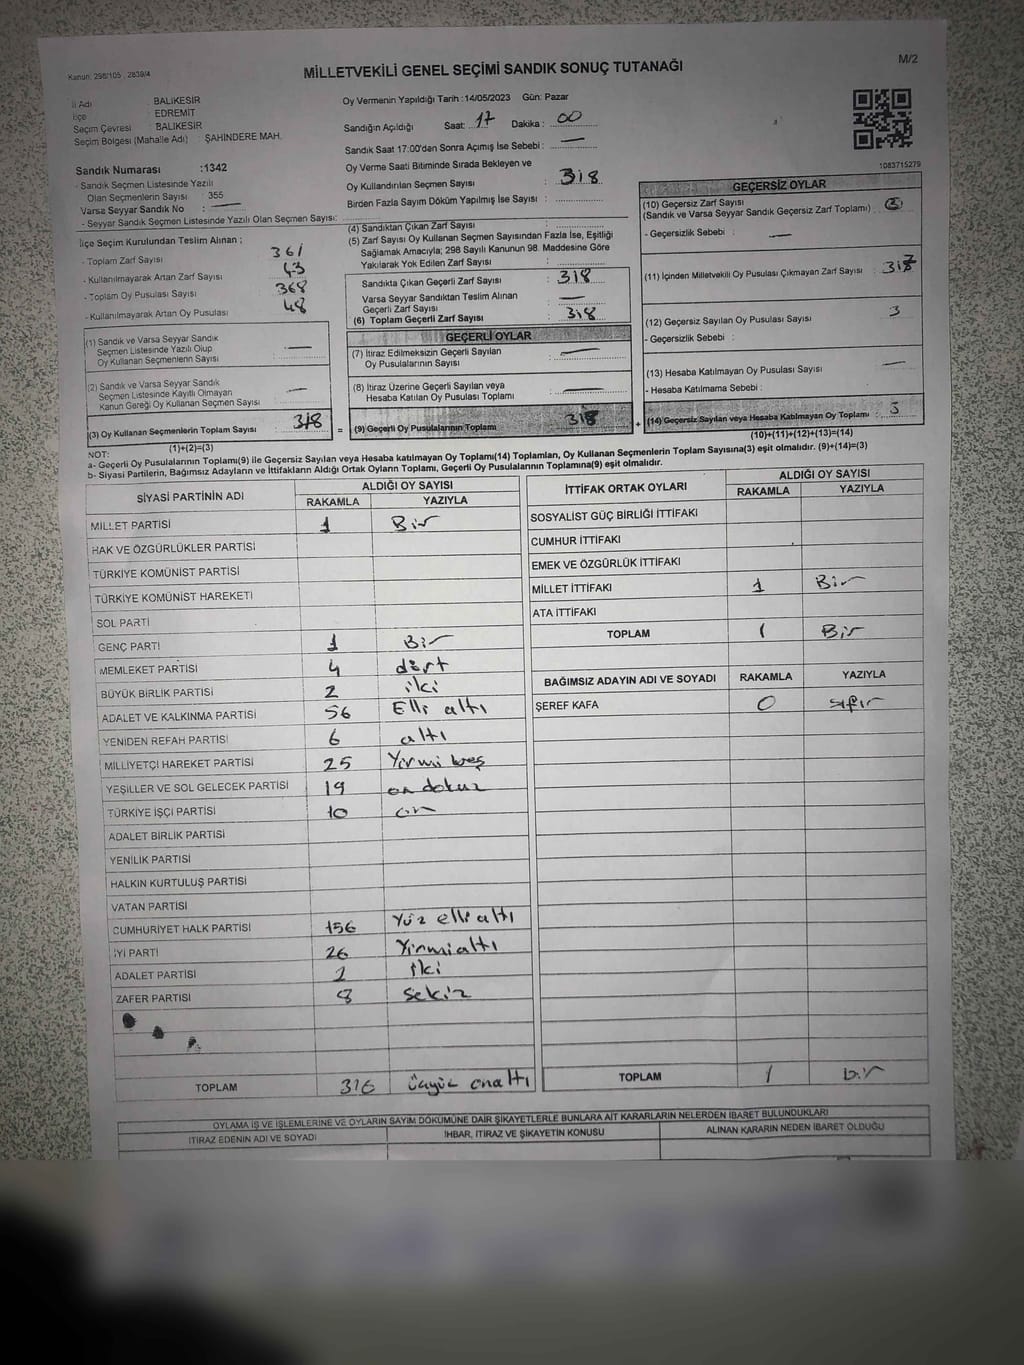 Kanun: 298/105 , 2839/4
MİLLETVEKİLİ GENEL SEÇİMİ SANDIK SONUÇ TUTANAĞI
M/2
İl Adı : BALIKESİR
İlçe : EDREMİT
Seçim Çevresi : BALIKESİR
Seçim Bölgesi (Mahalle Adı) : ŞAHİNDERE MAH.
Oy Vermenin Yapıldığı Tarih :14/05/2023 Gün: Pazar
Sandığın Açıldığı Saat: 17 Dakika : 00
Sandık Saat 17:00'dan Sonra Açımış İse Sebebi : —
1083715279
Sandık Numarası :1342
- Sandık Seçmen Listesinde Yazılı
Olan Seçmenlerin Sayısı : 355
Varsa Seyyar Sandık No : —
- Seyyar Sandık Seçmen Listesinde Yazılı Olan Seçmen Sayısı:
Oy Verme Saati Bitiminde Sırada Bekleyen ve
Oy Kullandırılan Seçmen Sayısı : 318
Birden Fazla Sayım Döküm Yapılmış İse Sayısı :
İlçe Seçim Kurulundan Teslim Alınan ;
- Toplam Zarf Sayısı : 361
- Kullanılmayarak Artan Zarf Sayısı : 43
- Toplam Oy Pusulası Sayısı : 368
- Kullanılmayarak Artan Oy Pusulası : 48
(1) Sandık ve Varsa Seyyar Sandık
Seçmen Listesinde Yazılı Olup
Oy Kullanan Seçmenlerin Sayısı : —
(2) Sandık ve Varsa Seyyar Sandık
Seçmen Listesinde Kayıtlı Olmayan
Kanun Gereği Oy Kullanan Seçmen Sayısı : —
(3) Oy Kullanan Seçmenlerin Toplam Sayısı : 318
(1)+(2)=(3)
(4) Sandıktan Çıkan Zarf Sayısı :
(5) Zarf Sayısı Oy Kullanan Seçmen Sayısından Fazla İse, Eşitliği
Sağlamak Amacıyla; 298 Sayılı Kanunun 98. Maddesine Göre
Yakılarak Yok Edilen Zarf Sayısı :
Sandıkta Çıkan Geçerli Zarf Sayısı : 318
Varsa Seyyar Sandıktan Teslim Alınan
Geçerli Zarf Sayısı : —
(6) Toplam Geçerli Zarf Sayısı : 318
GEÇERLİ OYLAR
(7) İtiraz Edilmeksizin Geçerli Sayılan
Oy Pusulalarının Sayısı : —
(8) İtiraz Üzerine Geçerli Sayılan veya
Hesaba Katılan Oy Pusulası Toplamı : —
= (9) Geçerli Oy Pusulalarının Toplamı : 318
GEÇERSİZ OYLAR
(10) Geçersiz Zarf Sayısı
(Sandık ve Varsa Seyyar Sandık Geçersiz Zarf Toplamı) : 3
- Geçersizlik Sebebi : —
(11) İçinden Milletvekili Oy Pusulası Çıkmayan Zarf Sayısı :
(12) Geçersiz Sayılan Oy Pusulası Sayısı : 3
- Geçersizlik Sebebi :
(13) Hesaba Katılmayan Oy Pusulası Sayısı : —
- Hesaba Katılmama Sebebi :
+ (14) Geçersiz Sayılan veya Hesaba Katılmayan Oy Toplamı : 3
(10)+(11)+(12)+(13)=(14)
NOT:
a- Geçerli Oy Pusulalarının Toplamı(9) ile Geçersiz Sayılan veya Hesaba katılmayan Oy Toplamı(14) Toplamları, Oy Kullanan Seçmenlerin Toplam Sayısına(3) eşit olmalıdır. (9)+(14)=(3)
b- Siyasi Partilerin, Bağımsız Adayların ve İttifakların Aldığı Ortak Oyların Toplamı, Geçerli Oy Pusulalarının Toplamına(9) eşit olmalıdır.
SİYASİ PARTİNİN ADI ALDIĞI OY SAYISI
RAKAMLA YAZIYLA
MİLLET PARTİSİ 1 Bir
HAK VE ÖZGÜRLÜKLER PARTİSİ
TÜRKİYE KOMÜNİST PARTİSİ
TÜRKİYE KOMÜNİST HAREKETİ
SOL PARTİ
GENÇ PARTİ 1 Bir
MEMLEKET PARTİSİ 4 dört
BÜYÜK BİRLİK PARTİSİ 2 iki
ADALET VE KALKINMA PARTİSİ 56 Elli altı
YENİDEN REFAH PARTİSİ 6 altı
MİLLİYETÇİ HAREKET PARTİSİ 25 Yirmi beş
YEŞİLLER VE SOL GELECEK PARTİSİ 19 on dokuz
TÜRKİYE İŞÇİ PARTİSİ 10 on
ADALET BİRLİK PARTİSİ
YENİLİK PARTİSİ
HALKIN KURTULUŞ PARTİSİ
VATAN PARTİSİ
CUMHURİYET HALK PARTİSİ 156 Yüz elli altı
İYİ PARTİ 26 Yirmialtı
ADALET PARTİSİ 2 iki
ZAFER PARTİSİ 8 sekiz
TOPLAM 316 üçyüz onaltı
İTTİFAK ORTAK OYLARI ALDIĞI OY SAYISI
RAKAMLA YAZIYLA
SOSYALİST GÜÇ BİRLİĞİ İTTİFAKI
CUMHUR İTTİFAKI
EMEK VE ÖZGÜRLÜK İTTİFAKI
MİLLET İTTİFAKI 1 Bir
ATA İTTİFAKI
TOPLAM 1 Bir
BAĞIMSIZ ADAYIN ADI VE SOYADI RAKAMLA YAZIYLA
ŞEREF KAFA 0 sıfır
TOPLAM 1 bir
OYLAMA İŞ VE İŞLEMLERİNE VE OYLARIN SAYIM DÖKÜMÜNE DAİR ŞİKAYETLERLE BUNLARA AİT KARARLARIN NELERDEN İBARET BULUNDUKLARI
İTİRAZ EDENİN ADI VE SOYADI İHBAR, İTİRAZ VE ŞİKAYETİN KONUSU ALINAN KARARIN NEDEN İBARET OLDUĞU